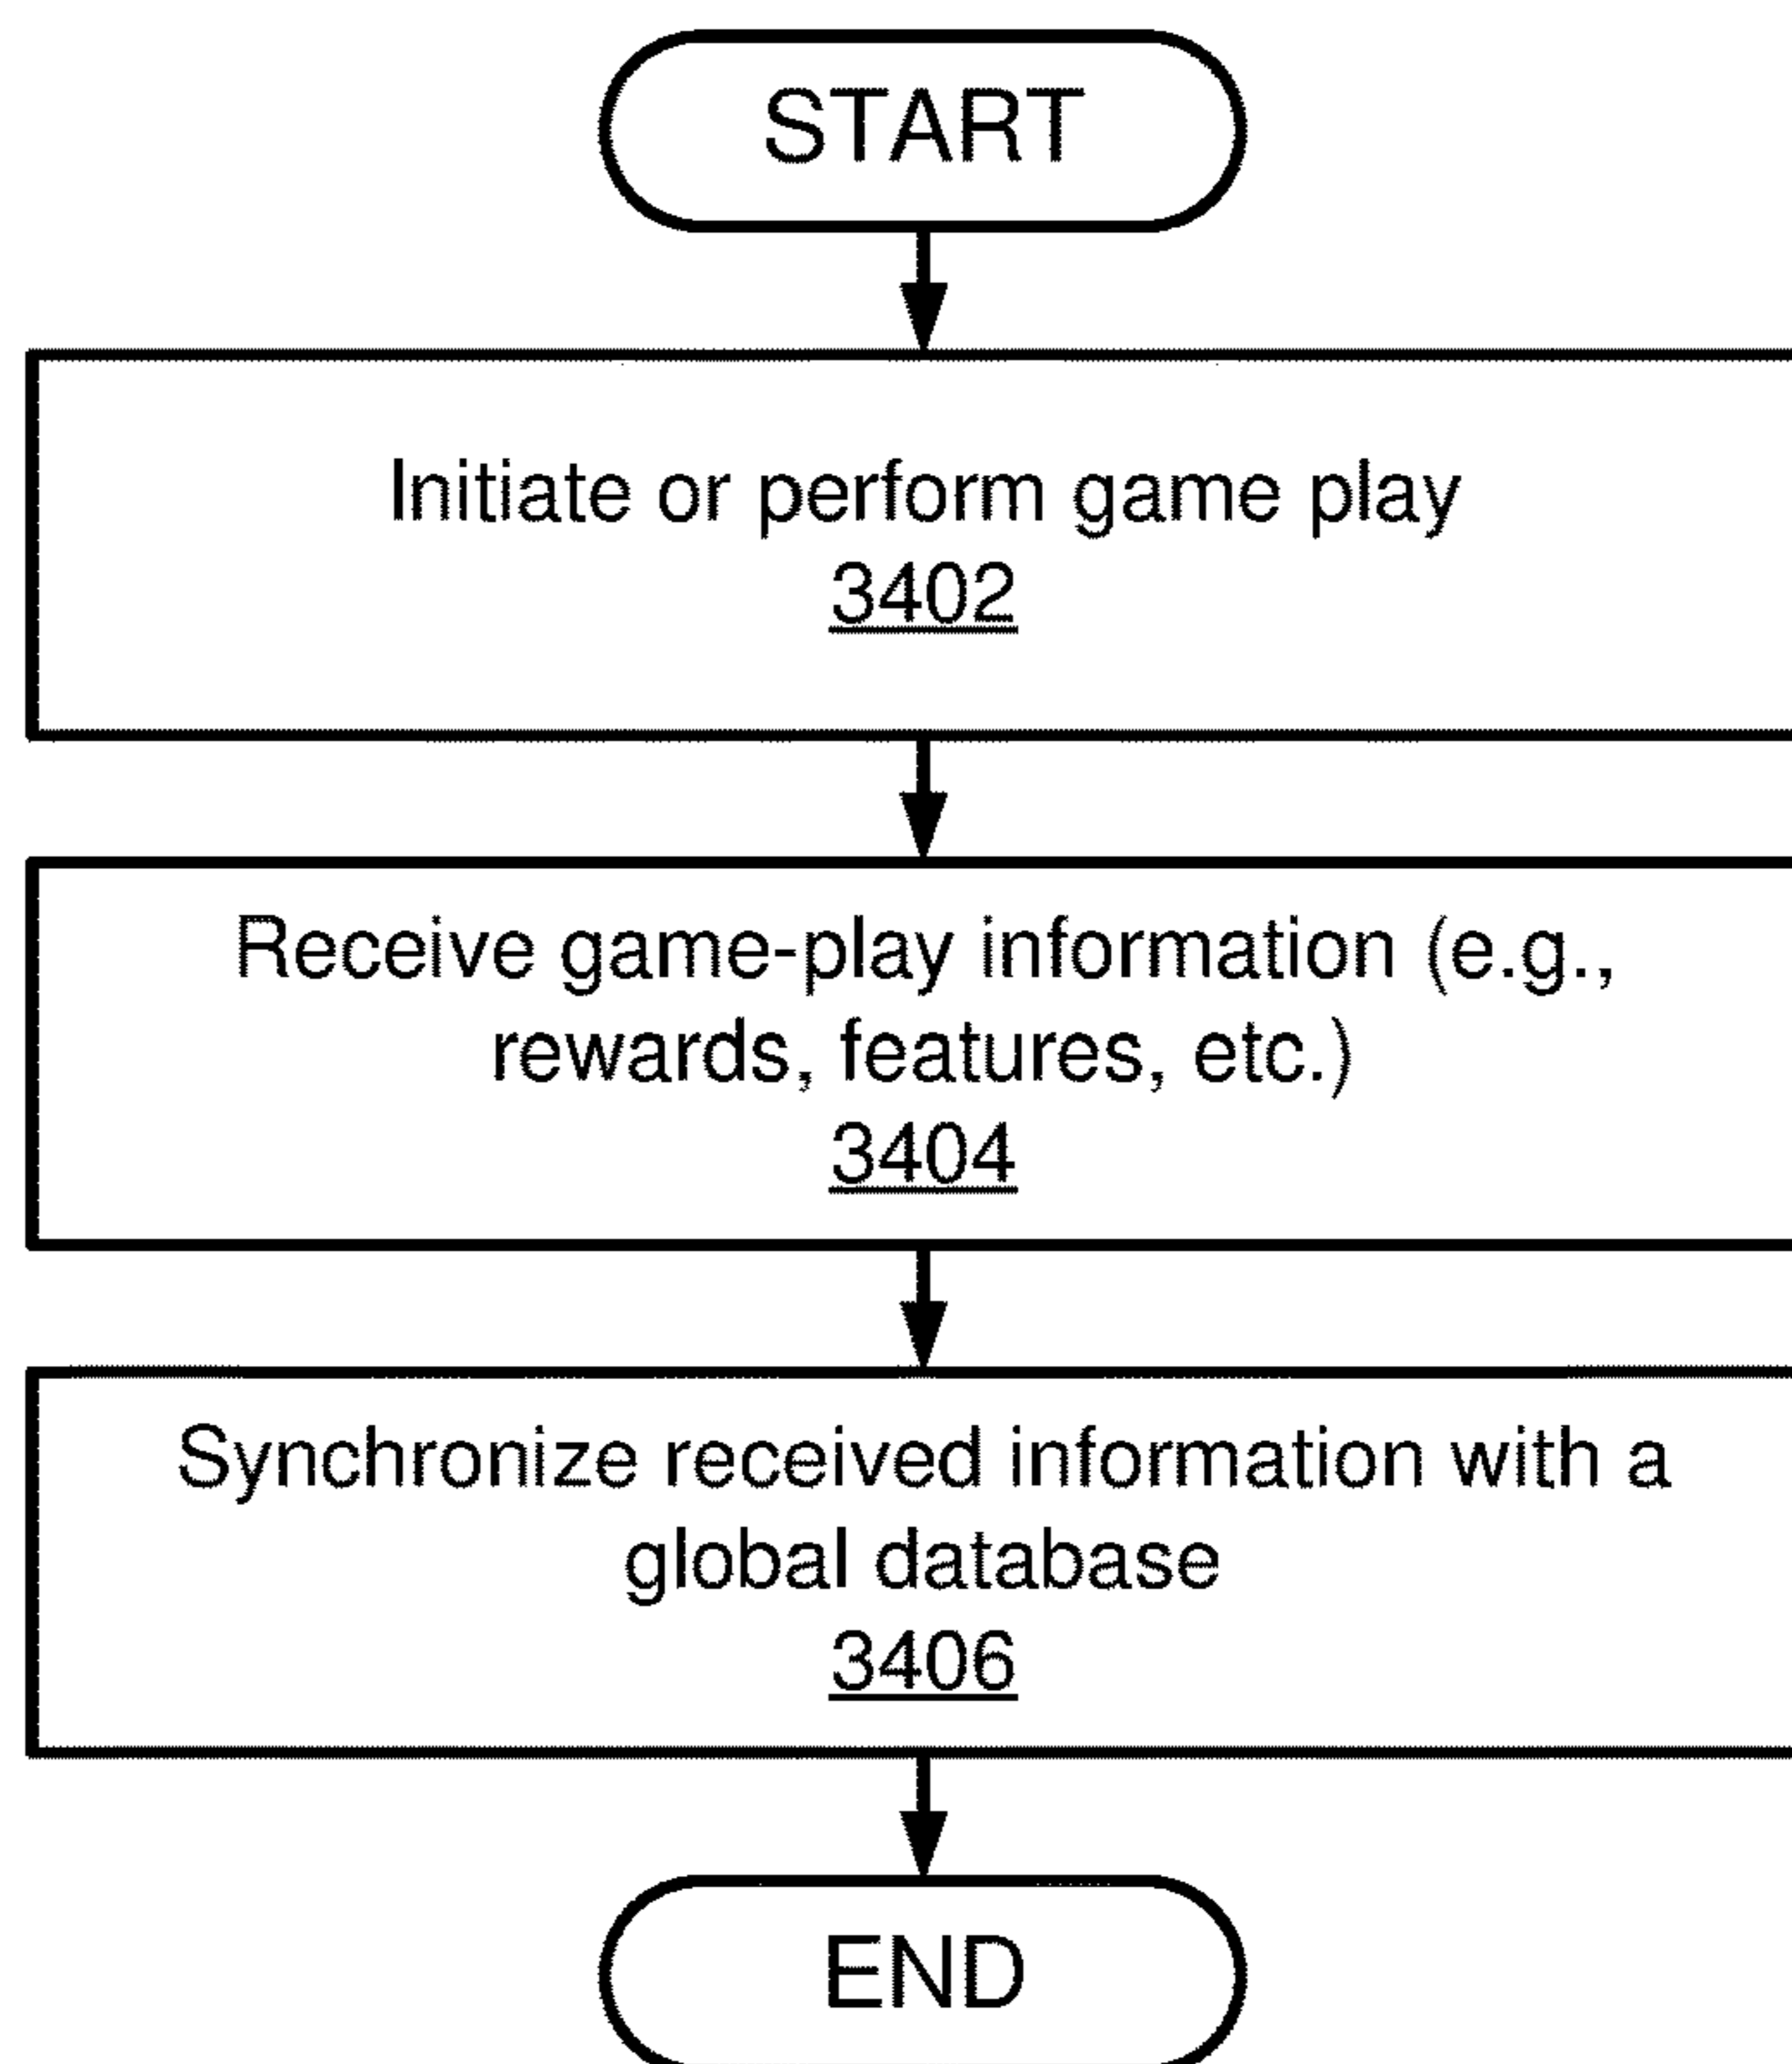 START
Initiate or perform game play
3402
Receive game-play information (e.g.,
rewards, features, etc.)
3404
Synchronize received information with a
global database
3406
END